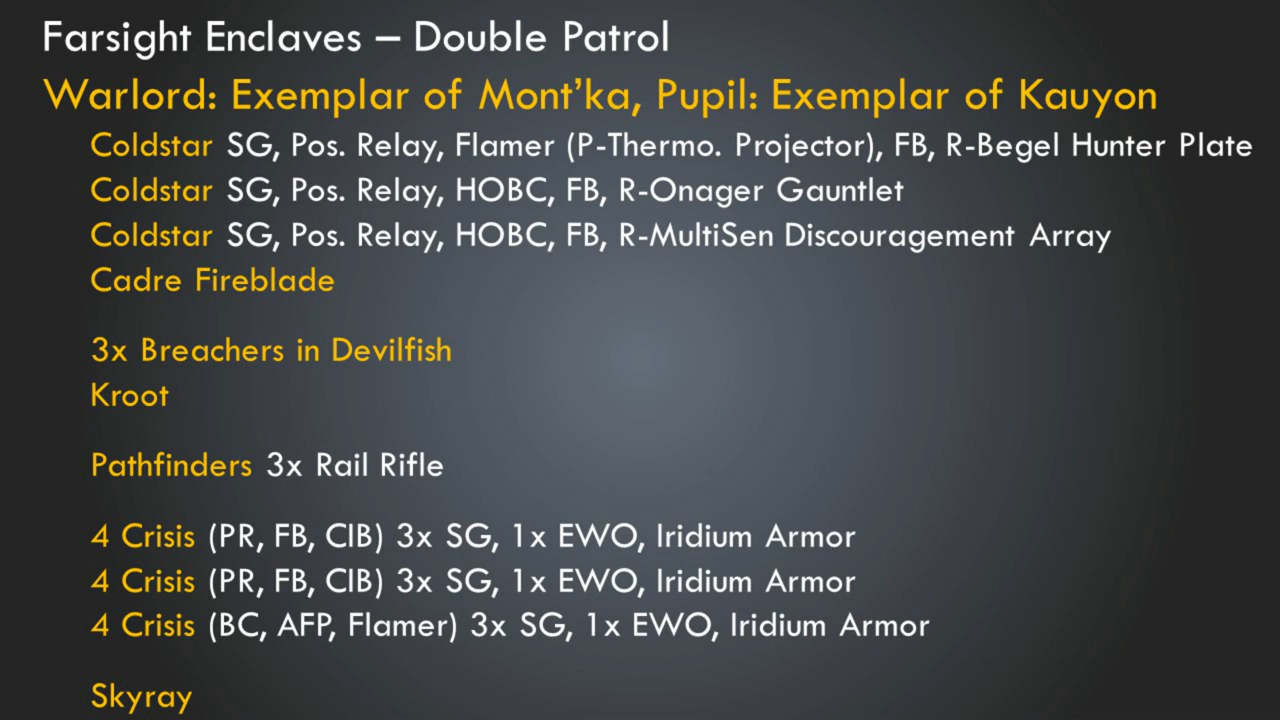 Farsight Enclaves – Double Patrol
Warlord: Exemplar of Mont’ka, Pupil: Exemplar of Kauyon
Coldstar SG, Pos. Relay, Flamer (P-Thermo. Projector), FB, R-Begel Hunter Plate
Coldstar SG, Pos. Relay, HOBC, FB, R-Onager Gauntlet
Coldstar SG, Pos. Relay, HOBC, FB, R-MultiSen Discouragement Array
Cadre Fireblade
3x Breachers in Devilfish
Kroot
Pathfinders 3x Rail Rifle
4 Crisis (PR, FB, CIB) 3x SG, 1x EWO, Iridium Armor
4 Crisis (PR, FB, CIB) 3x SG, 1x EWO, Iridium Armor
4 Crisis (BC, AFP, Flamer) 3x SG, 1x EWO, Iridium Armor
Skyray